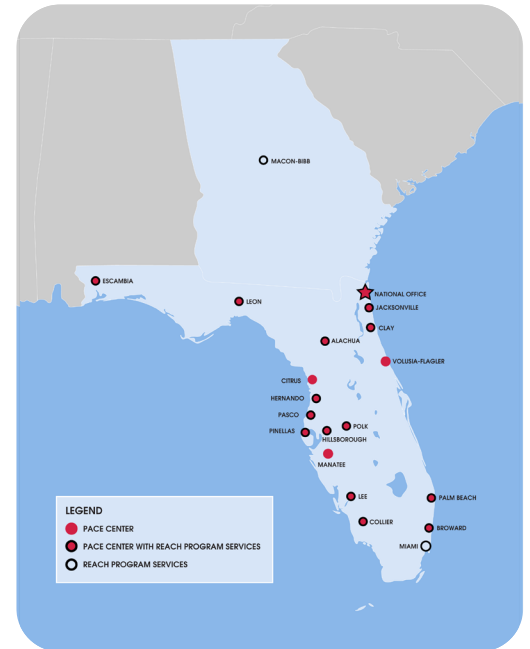 MACON-BIBB
ESCAMBIA
NATIONAL OFFICE
LEON
JACKSONVILLE
CLAY
ALACHUA
VOLUSIA-FLAGLER
CITRUS
HERNANDO
PASCO
POLK
PINELLAS
HILLSBOROUGH
MANATEE
LEE
PALM BEACH
COLLIER
BROWARD
MIAMI
LEGEND
PACE CENTER
PACE CENTER WITH REACH PROGRAM SERVICES
REACH PROGRAM SERVICES